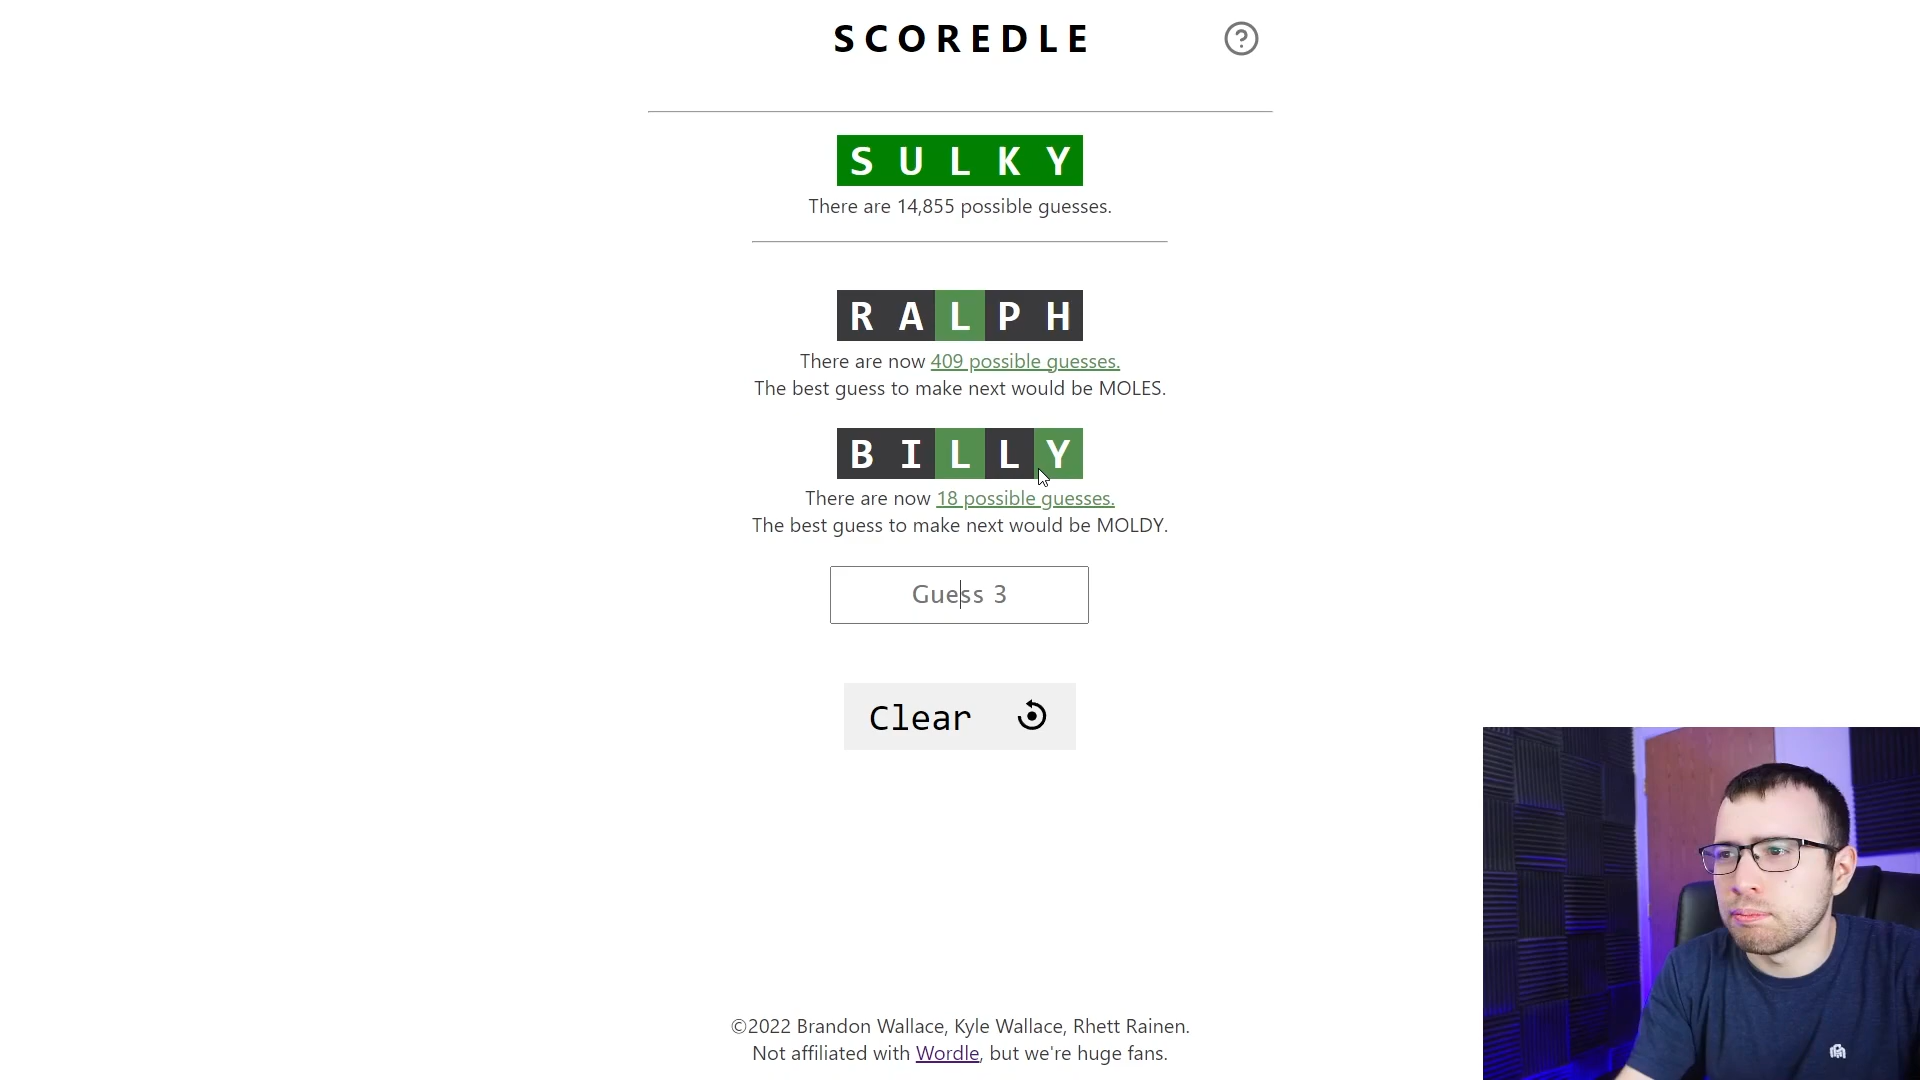 SCOREDLE
SULKY
There are 14,855 possible guesses.
RALPH
There are now 409 possible guesses.
The best guess to make next would be MOLES.
BILLY
There are now 18 possible guesses.
The best guess to make next would be MOLDY.
Guess 3
Clear
©2022 Brandon Wallace, Kyle Wallace, Rhett Rainen.
Not affiliated with Wordle, but we're huge fans.